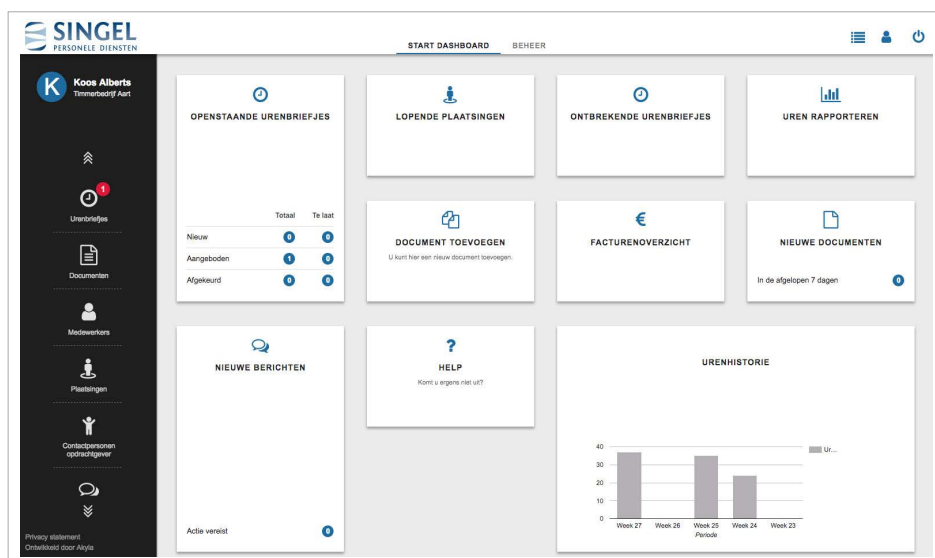 SINGEL
PERSONELE DIENSTEN
START DASHBOARD BEHEER
K
Koos Alberts
Timmerbedrijf Aart
1
Urenbriefjes
Documenten
Medewerkers
Plaatsingen
Contactpersonen
opdrachtgever
Privacy statement
Ontwikkeld door Akyla
OPENSTAANDE URENBRIEFJES
Totaal Te laat
Nieuw 0 0
Aangeboden 1 0
Afgekeurd 0 0
LOPENDE PLAATSINGEN
ONTBREKENDE URENBRIEFJES
UREN RAPPORTEREN
DOCUMENT TOEVOEGEN
U kunt hier een nieuw document toevoegen.
€
FACTURENOVERZICHT
NIEUWE DOCUMENTEN
In de afgelopen 7 dagen 0
NIEUWE BERICHTEN
Actie vereist 0
?
HELP
Komt u ergens niet uit?
URENHISTORIE
40
30
20
10
0
Week 27 Week 26 Week 25 Week 24 Week 23
Periode
Ur...